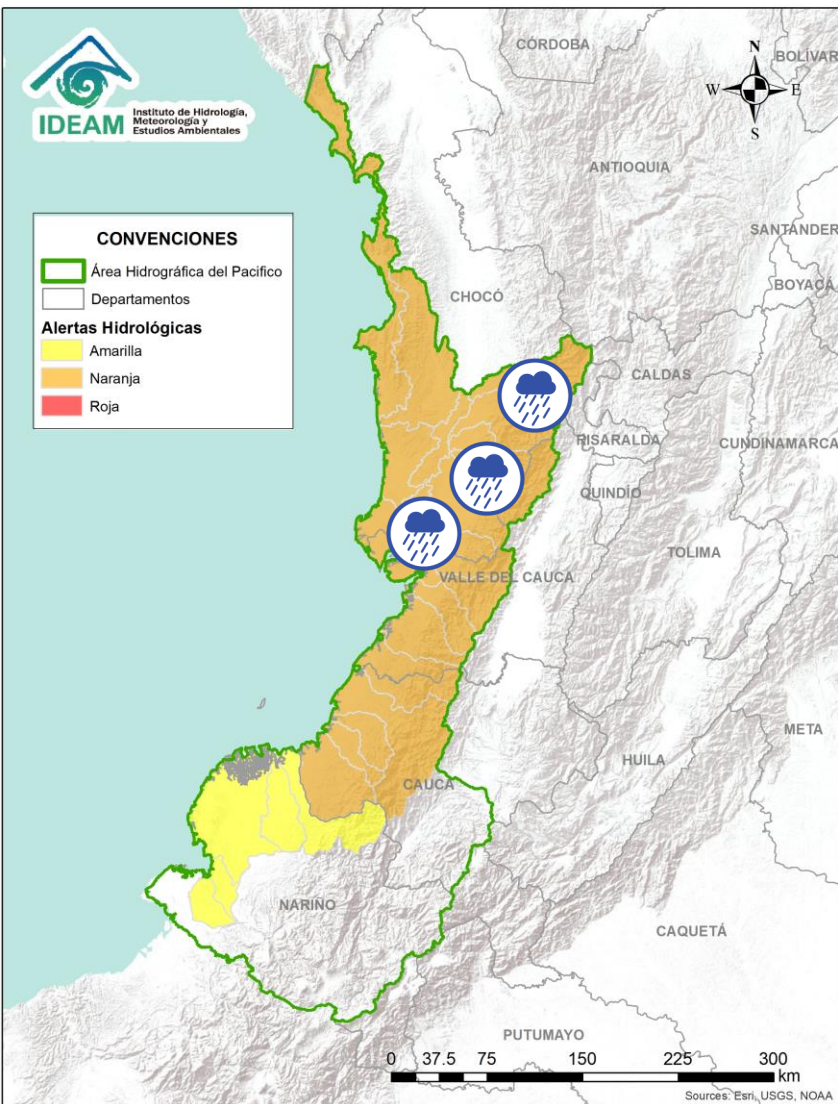 IDEAM
Instituto de Hidrología,
Meteorología y
Estudios Ambientales
CÓRDOBA
BOLÍVAR
N
W
E
S
ANTIOQUIA
SANTANDER
BOYACÁ
CONVENCIONES
Área Hidrográfica del Pacifico
Departamentos
Alertas Hidrológicas
Amarilla
Naranja
Roja
CHOCÓ
CALDAS
RISARALDA
CUNDINAMARCA
QUINDÍO
TOLIMA
VALLE DEL CAUCA
META
HUILA
CAUCA
NARIÑO
CAQUETÁ
PUTUMAYO
0 37.5 75 150 225 300
km
Sources: Esri, USGS, NOAA